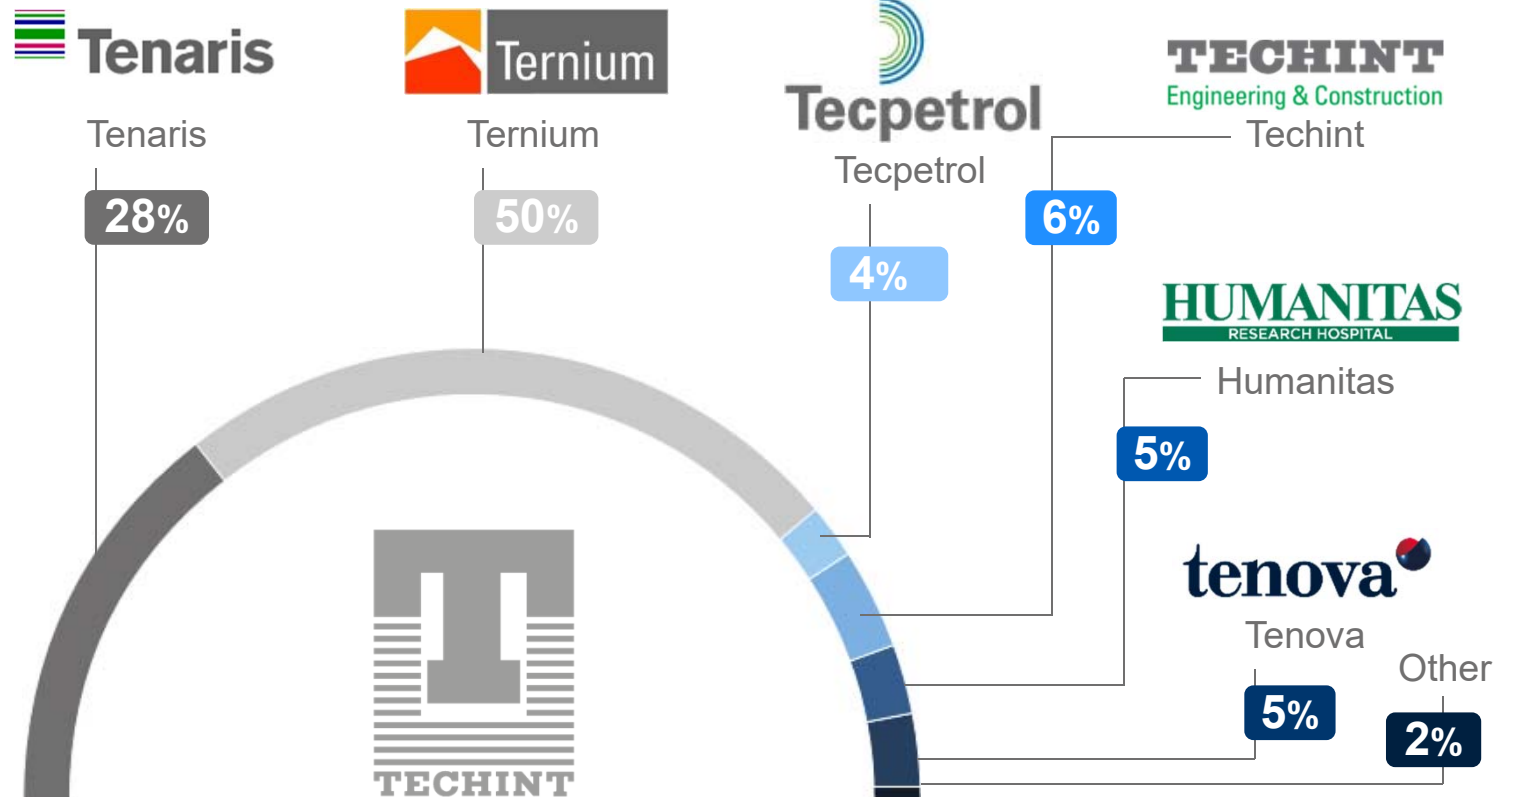 Tenaris
Ternium
Tecpetrol
TECHINT
Engineering & Construction
Tenaris
Ternium
Tecpetrol
Techint
28%
50%
4%
6%
HUMANITAS
RESEARCH HOSPITAL
Humanitas
5%
tenova
Tenova
5%
Other
2%
TECHINT